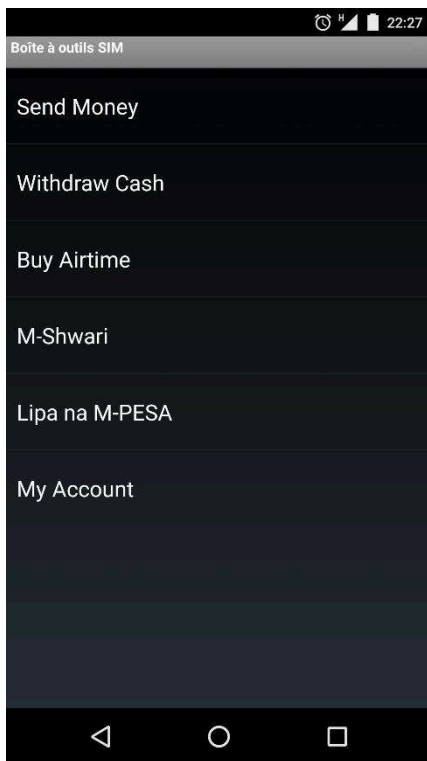 H 22:27
Boîte à outils SIM
Send Money
Withdraw Cash
Buy Airtime
M-Shwari
Lipa na M-PESA
My Account